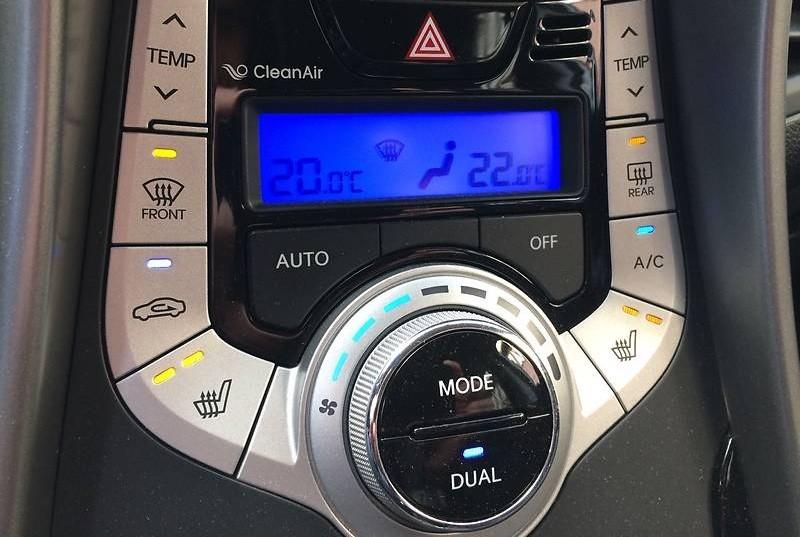 TEMP
CleanAir
TEMP
20.0°C
22.0°C
FRONT
REAR
AUTO
OFF
A/C
MODE
DUAL